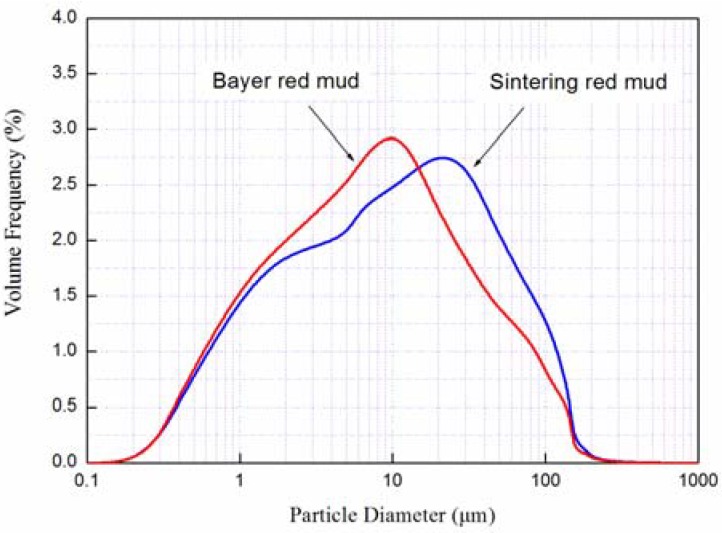 4.0
3.5
Bayer red mud
Sintering red mud
3.0
2.5
2.0
1.5
1.0
0.5
0.0
Volume Frequency (%)
0.1 1 10 100 1000
Particle Diameter (μm)